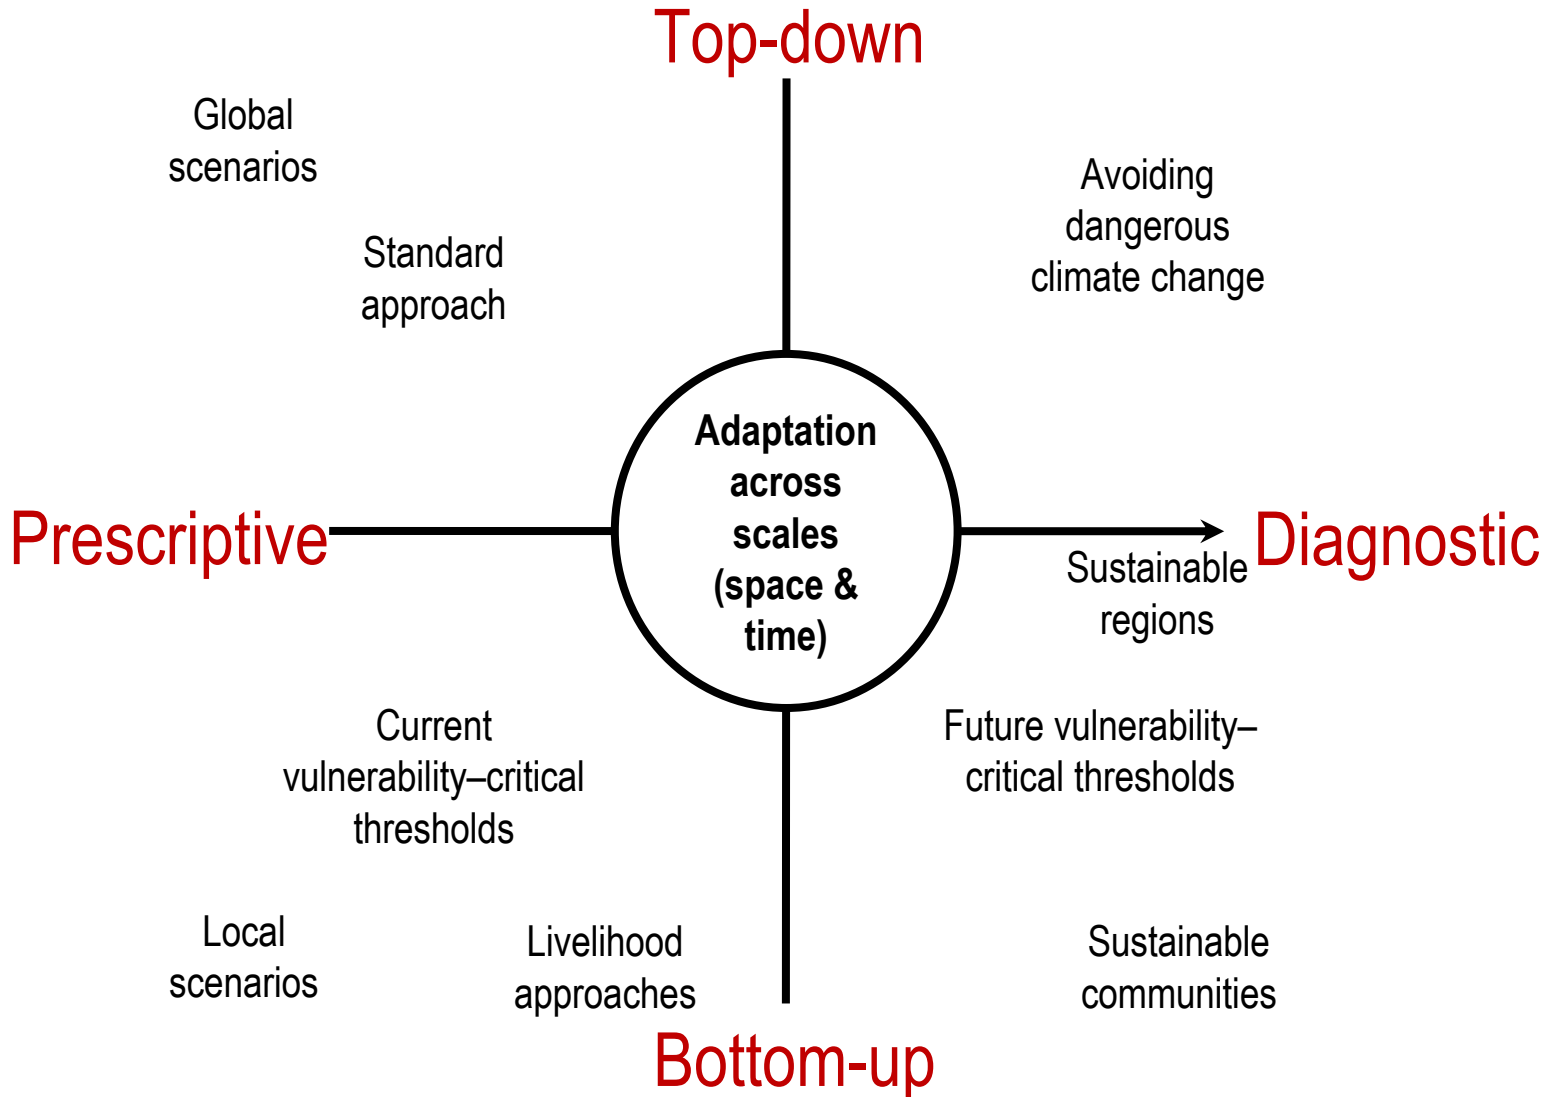 Top-down
Global
scenarios
Avoiding
dangerous
climate change
Standard
approach
Adaptation
across
scales
(space &
time)
Prescriptive
Diagnostic
Sustainable
regions
Current
vulnerability–critical
thresholds
Future vulnerability–
critical thresholds
Local
scenarios
Livelihood
approaches
Sustainable
communities
Bottom-up